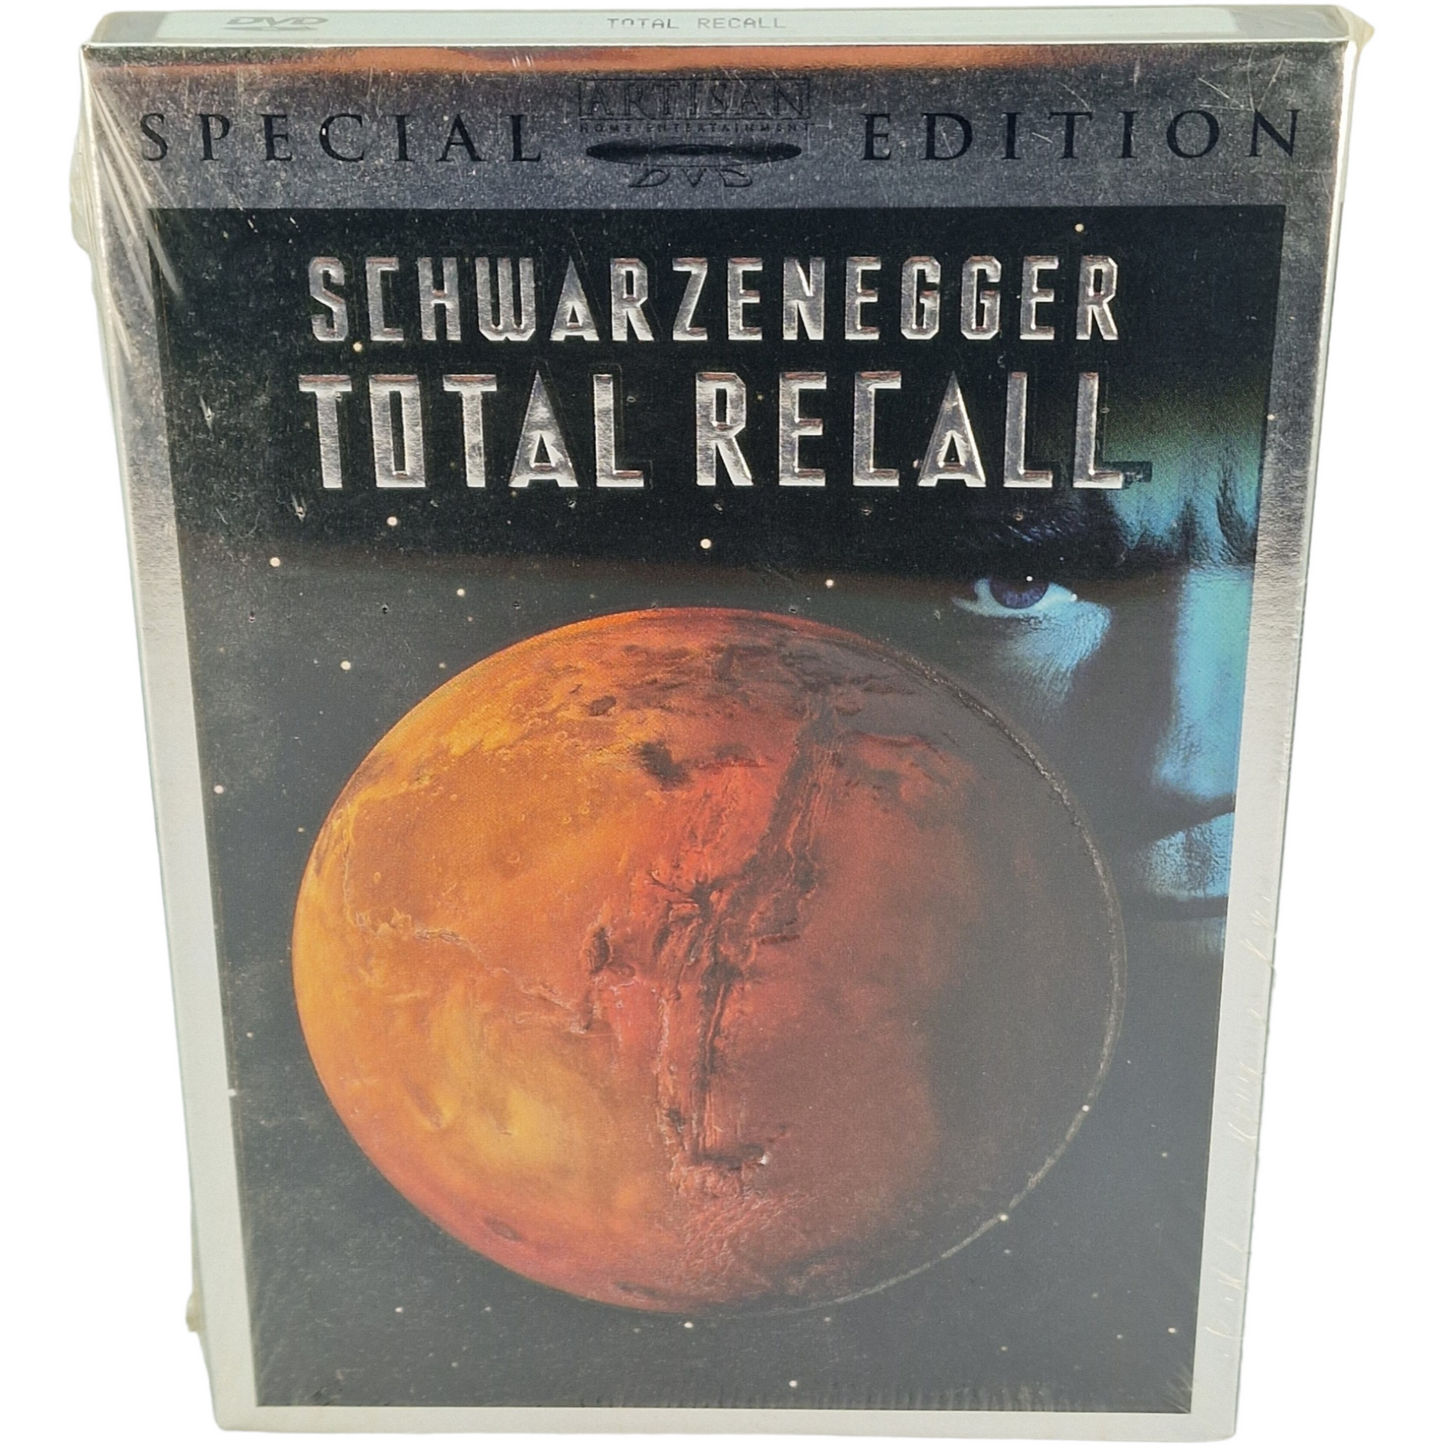 DVD TOTAL RECALL
SPECIAL ARTISAN EDITION
HOME ENTERTAINMENT
DVD
SCHWARZENEGGER
TOTAL RECALL